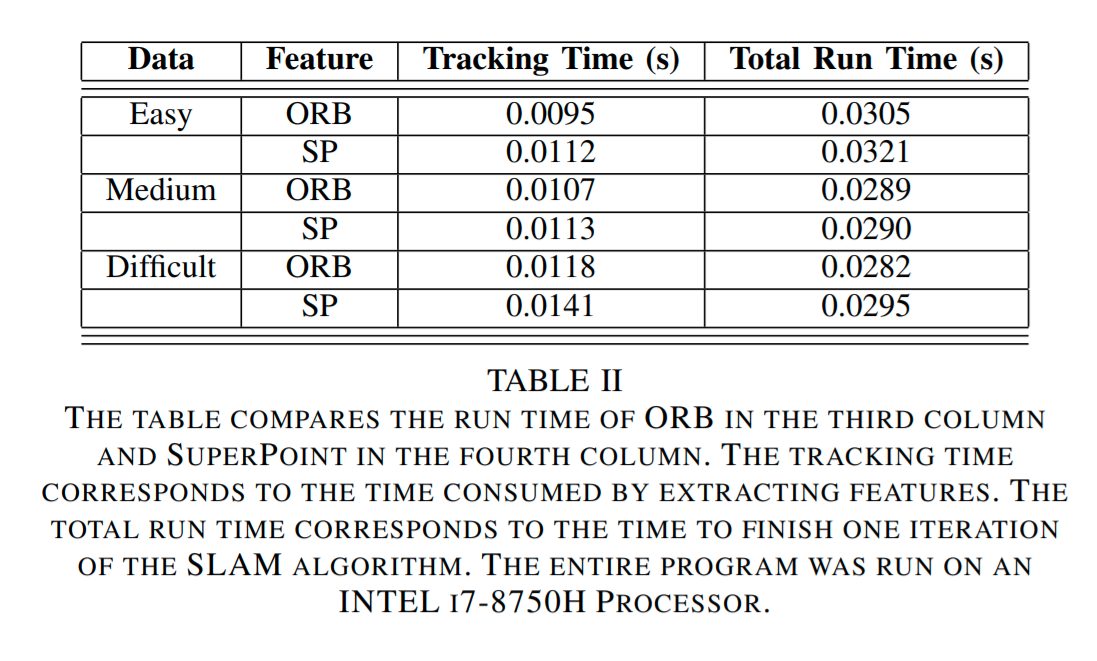 Data Feature Tracking Time (s) Total Run Time (s)
Easy ORB 0.0095 0.0305
SP 0.0112 0.0321
Medium ORB 0.0107 0.0289
SP 0.0113 0.0290
Difficult ORB 0.0118 0.0282
SP 0.0141 0.0295
TABLE II
THE TABLE COMPARES THE RUN TIME OF ORB IN THE THIRD COLUMN
AND SUPERPOINT IN THE FOURTH COLUMN. THE TRACKING TIME
CORRESPONDS TO THE TIME CONSUMED BY EXTRACTING FEATURES. THE
TOTAL RUN TIME CORRESPONDS TO THE TIME TO FINISH ONE ITERATION
OF THE SLAM ALGORITHM. THE ENTIRE PROGRAM WAS RUN ON AN
INTEL I7-8750H PROCESSOR.